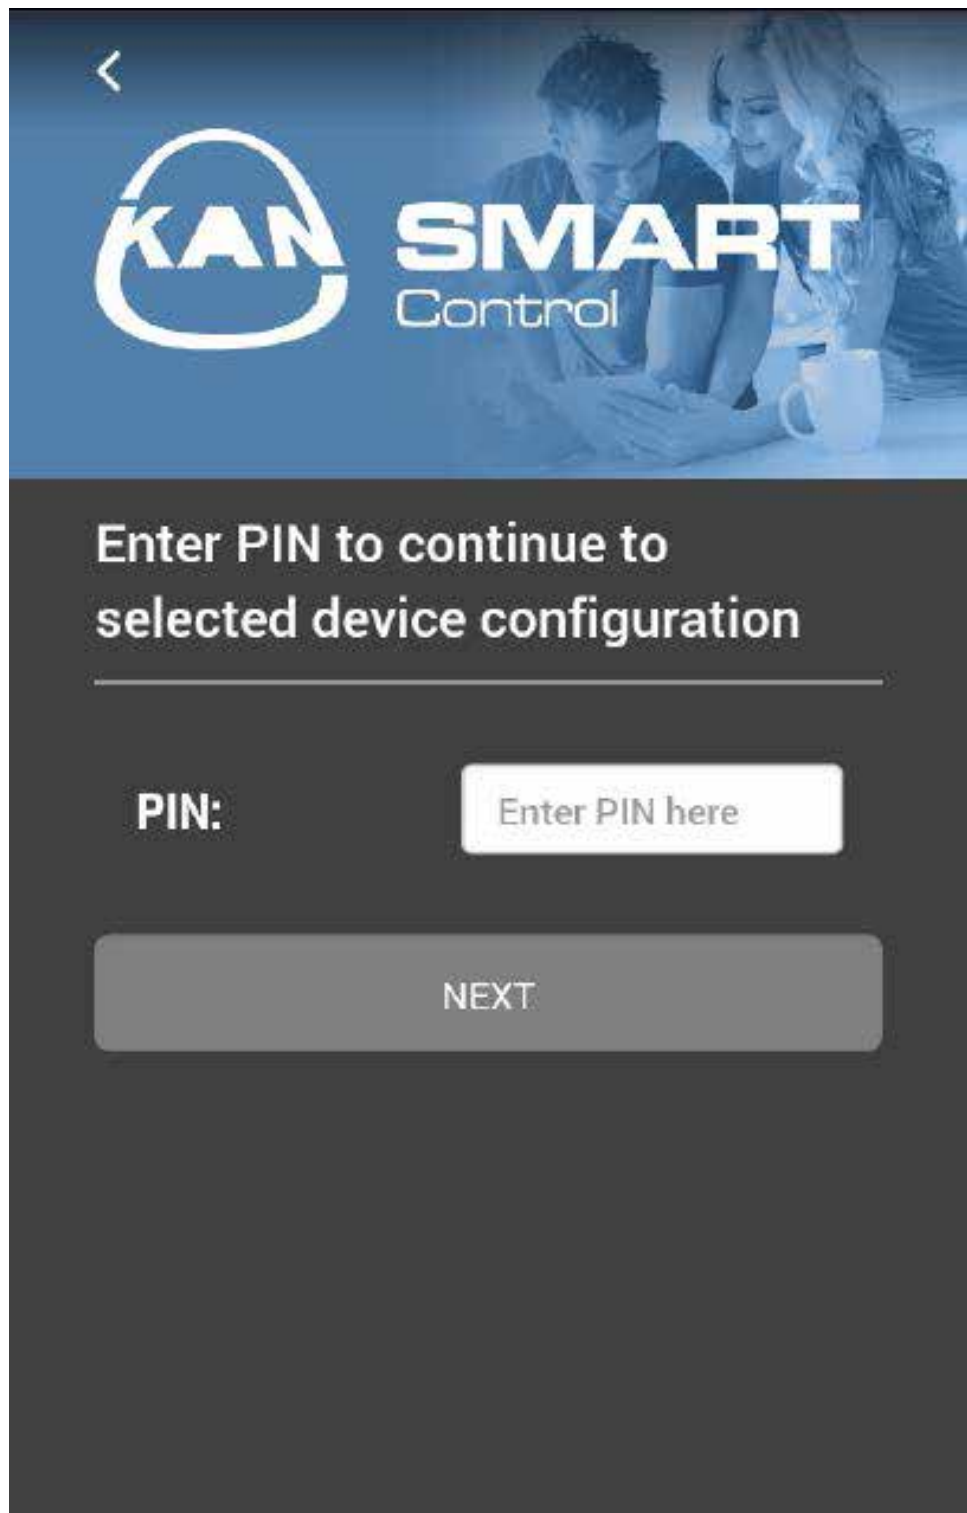 KAN
SMART
Control
Enter PIN to continue to
selected device configuration
PIN:
Enter PIN here
NEXT